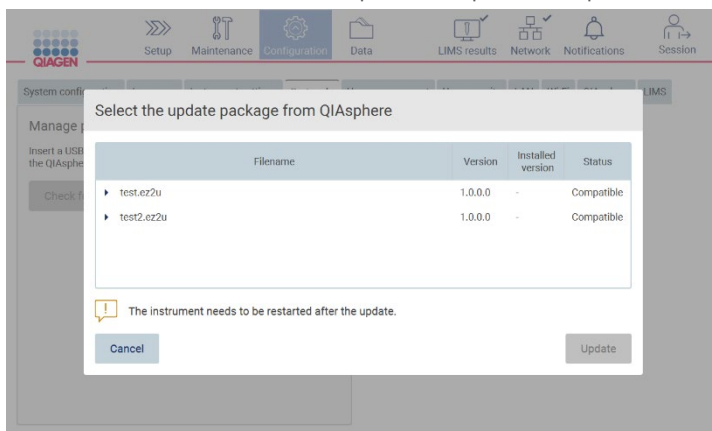 QIAGEN
Setup
Maintenance
Configuration
Data
LIMS results
Network
Notifications
Session
System
LIMS
Select the update package from QIAsphere
Manage
Insert a USB
the QIAsphe
Check
Filename
Version
Installed
version
Status
test.ez2u
1.0.0.0
-
Compatible
test2.ez2u
1.0.0.0
-
Compatible
The instrument needs to be restarted after the update.
Cancel
Update